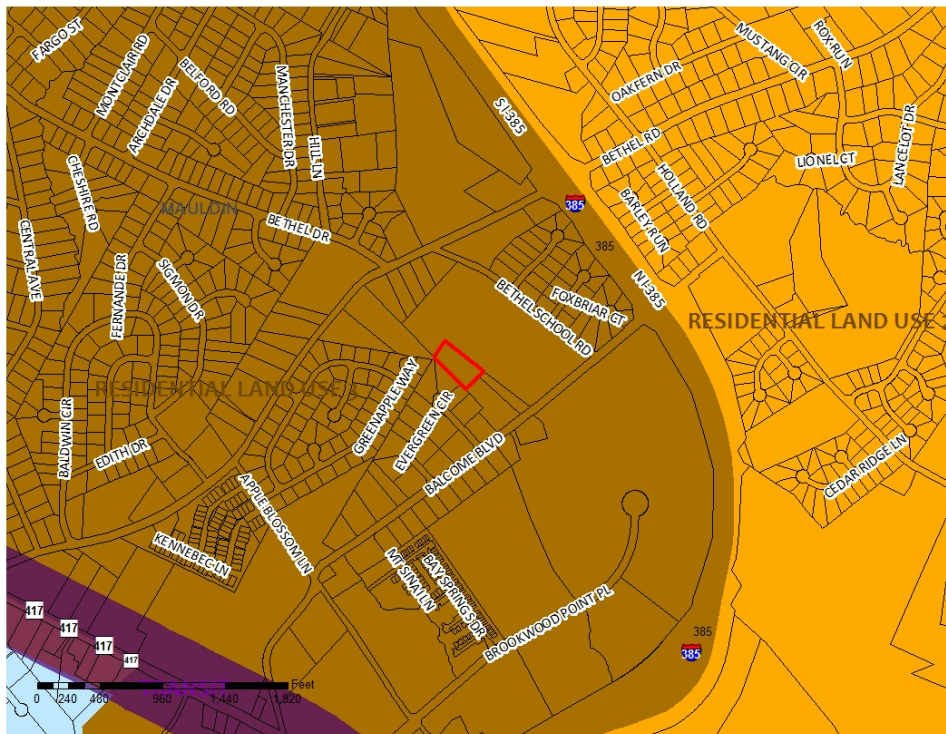 FARGO ST
MONTCLAIR RD
ARCHDALE DR
BELFORD RD
MANCHESTER DR
HILL LN
S I-385
OAKFERN DR
MUSTANG CIR
ROX RUN
LANCELOT DR
BETHEL RD
LIONEL CT
HOLLAND RD
BARLEY RUN
CHESHIRE RD
MAULDIN
BETHEL DR
385
385
CENTRAL AVE
FERNANDE DR
SIGMON DR
N I-385
BETHEL SCHOOL RD
FOXBRIAR CT
RESIDENTIAL LAND USE
RESIDENTIAL LAND USE 3
GREENAPPLE WAY
EVERGREEN CIR
BALDWIN CIR
EDITH DR
BALCOME BLVD
CEDAR RIDGE LN
APPLE BLOSSOM LN
KENNEBEC LN
MT SINAI LN
BAY SPRINGS DR
BROOKWOOD POINT PL
385
385
417
417
417
417
Feet
0 240 480 960 1,440 1,920